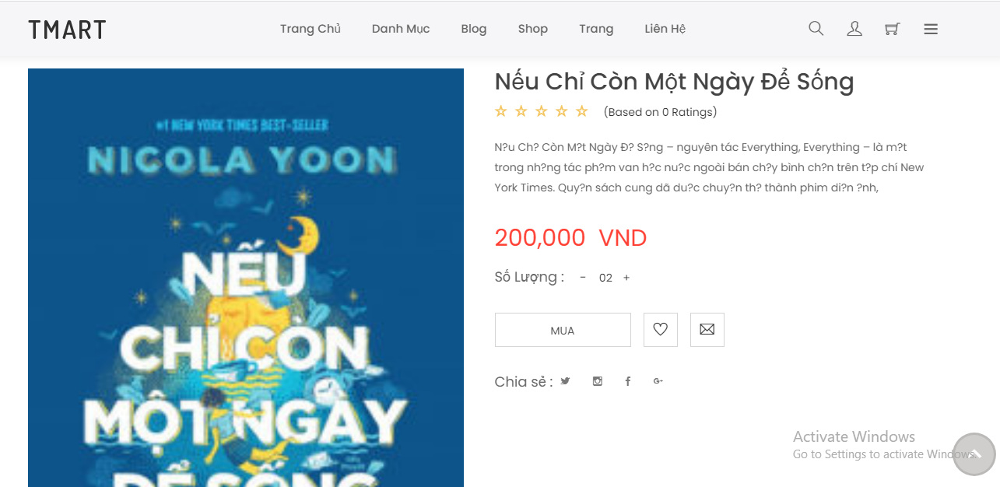 TMART
Trang Chủ Danh Mục Blog Shop Trang Liên Hệ
#1 NEW YORK TIMES BEST-SELLER
NICOLA YOON
NẾU
CHỈ CÒN
MỘT NGÀY
ĐỂ SỐNG
Nếu Chỉ Còn Một Ngày Để Sống
(Based on 0 Ratings)
N?u Ch? Còn M?t Ngày Đ? S?ng – nguyên tác Everything, Everything – là m?t
trong nh?ng tác ph?m van h?c nu?c ngoài bán ch?y bình ch?n trên t?p chí New
York Times. Quy?n sách cung dã du?c chuy?n th? thành phim di?n ?nh,
200,000 VND
Số Lượng : - 02 +
MUA
Chia sẻ :
Activate Windows
Go to Settings to activate Windows.